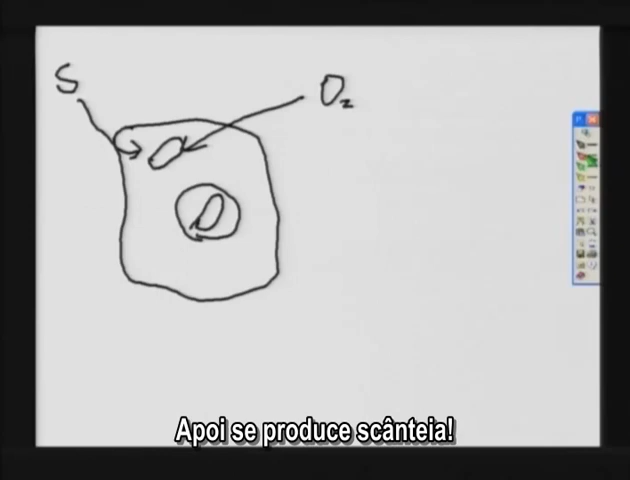 S
O₂
Apoi se produce scânteia!